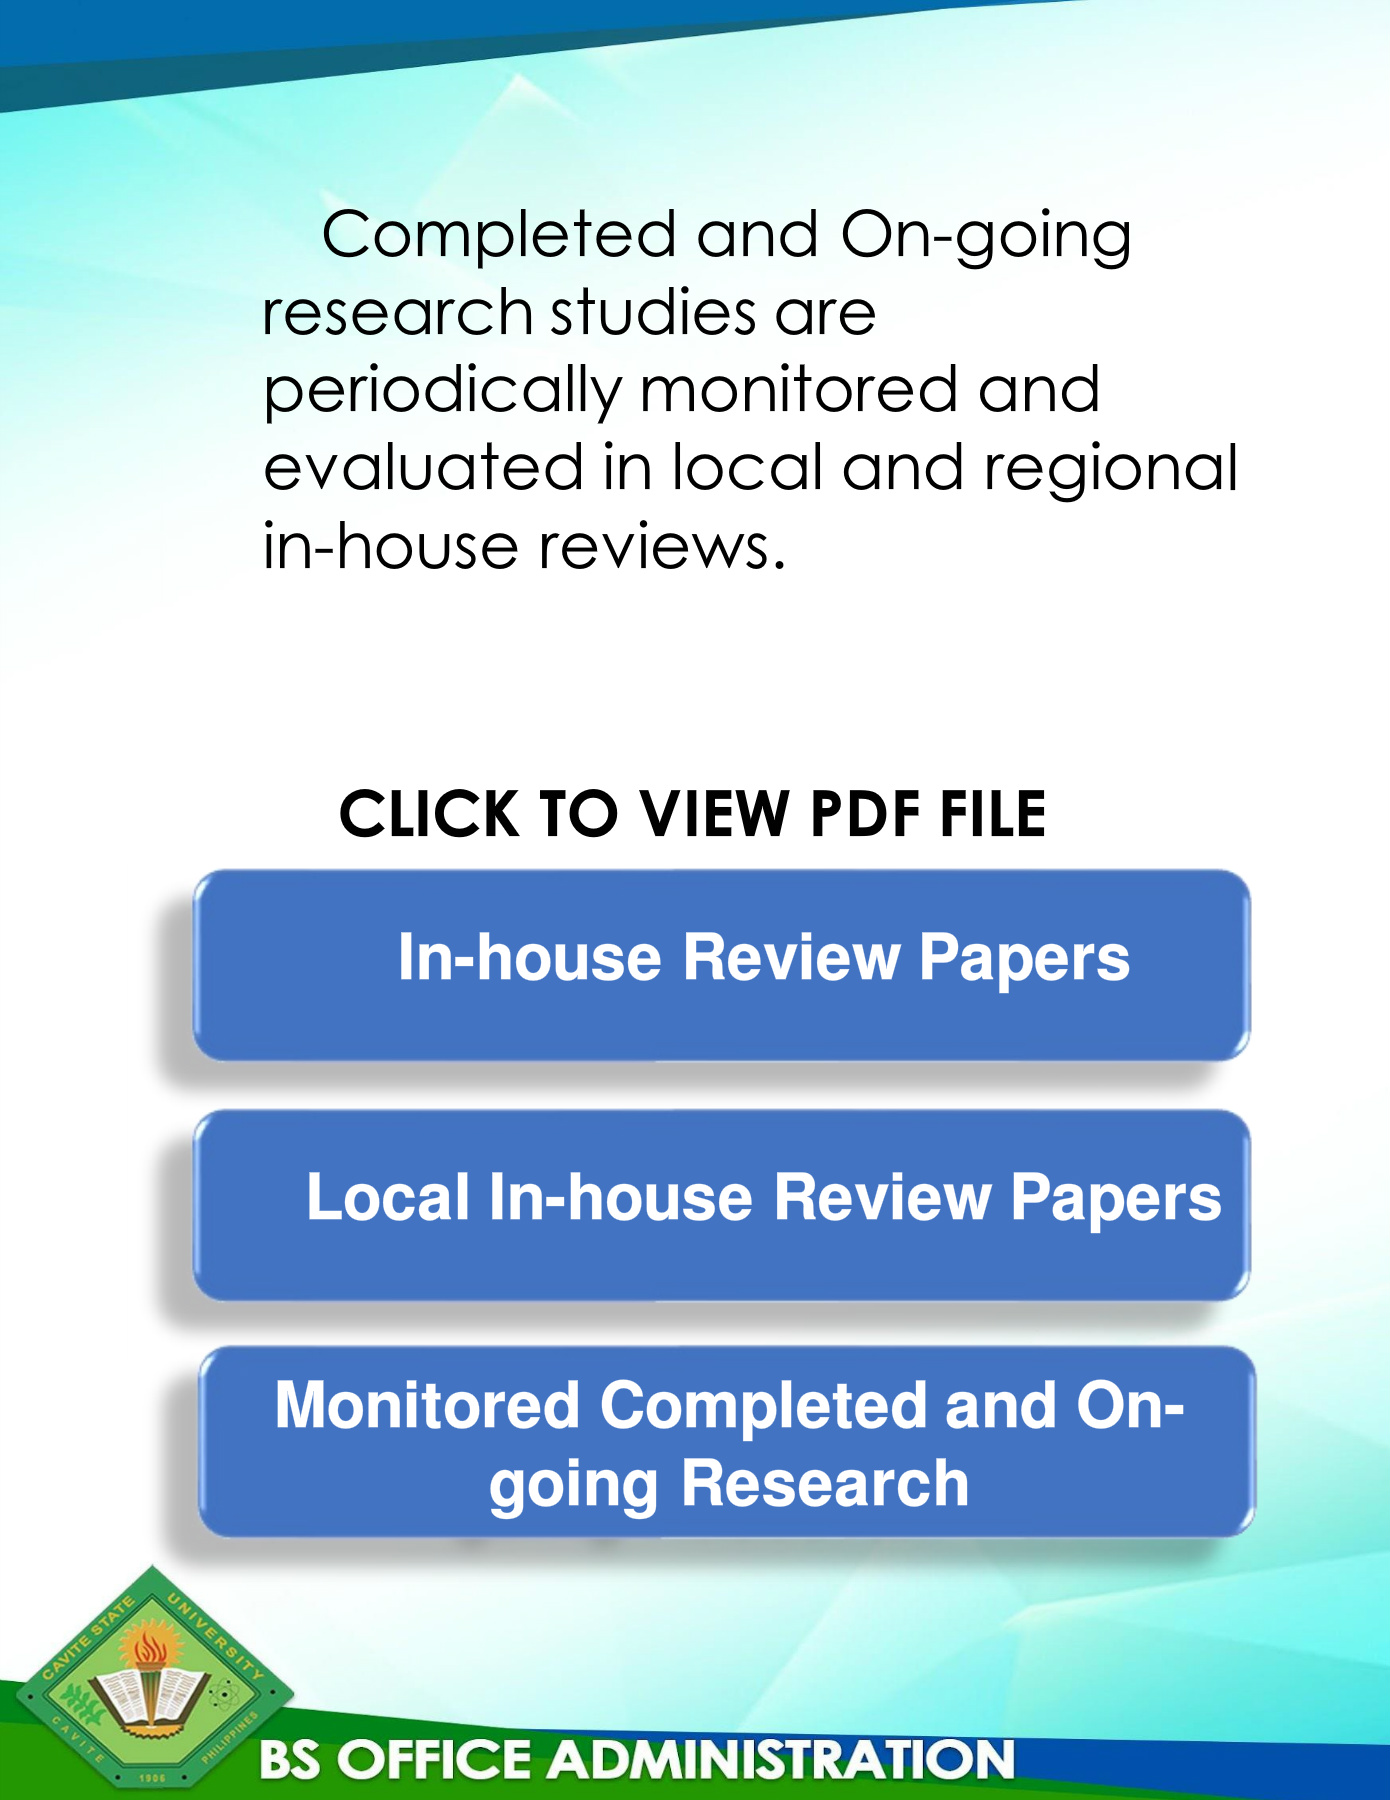 Completed and On-going
research studies are
periodically monitored and
evaluated in local and regional
in-house reviews.
CLICK TO VIEW PDF FILE
In-house Review Papers
Local In-house Review Papers
Monitored Completed and On-
going Research
CAVITE STATE UNIVERSITY
CAVITE PHILIPPINES
1906
BS OFFICE ADMINISTRATION